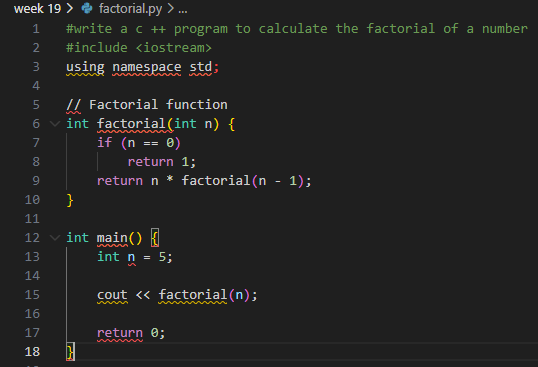 week 19 > factorial.py > ...
1 #write a c ++ program to calculate the factorial of a number
2 #include <iostream>
3 using namespace std;
4
5 // Factorial function
6 int factorial(int n) {
7     if (n == 0)
8         return 1;
9     return n * factorial(n - 1);
10 }
11
12 int main() {
13     int n = 5;
14
15     cout << factorial(n);
16
17     return 0;
18 }